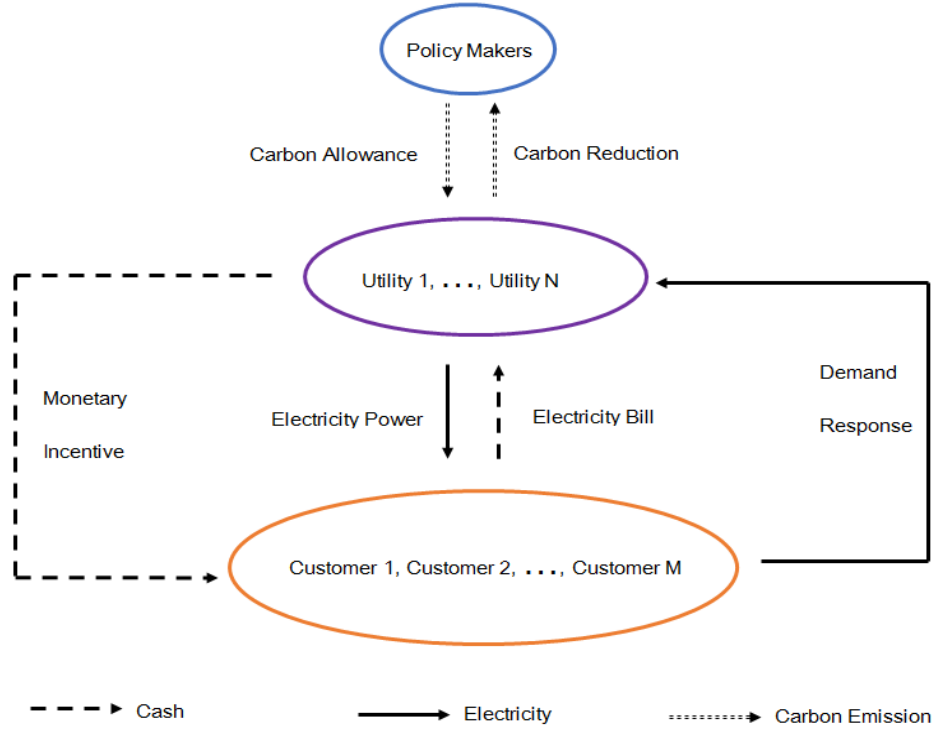 Policy Makers
Carbon Allowance
Carbon Reduction
Utility 1, ..., Utility N
Monetary
Incentive
Electricity Power
Electricity Bill
Demand
Response
Customer 1, Customer 2, ..., Customer M
Cash
Electricity
Carbon Emission